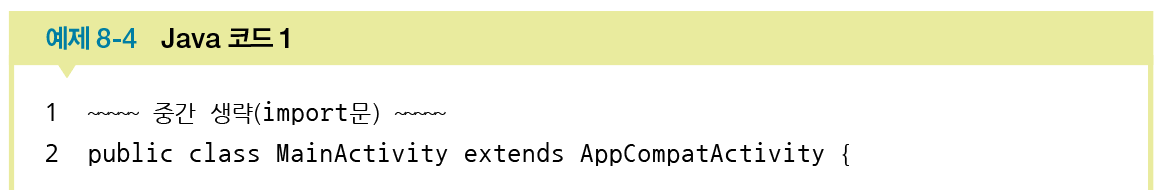 예제 8-4 Java 코드 1
1 ~~~~~ 중간 생략(import문) ~~~~~
2 public class MainActivity extends AppCompatActivity {